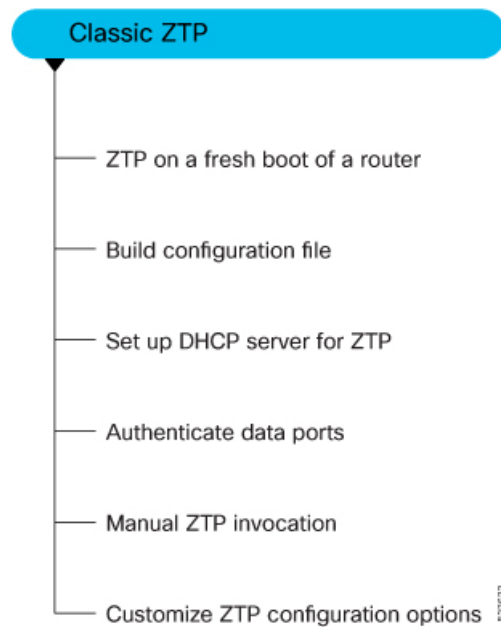 Classic ZTP
ZTP on a fresh boot of a router
Build configuration file
Set up DHCP server for ZTP
Authenticate data ports
Manual ZTP invocation
Customize ZTP configuration options